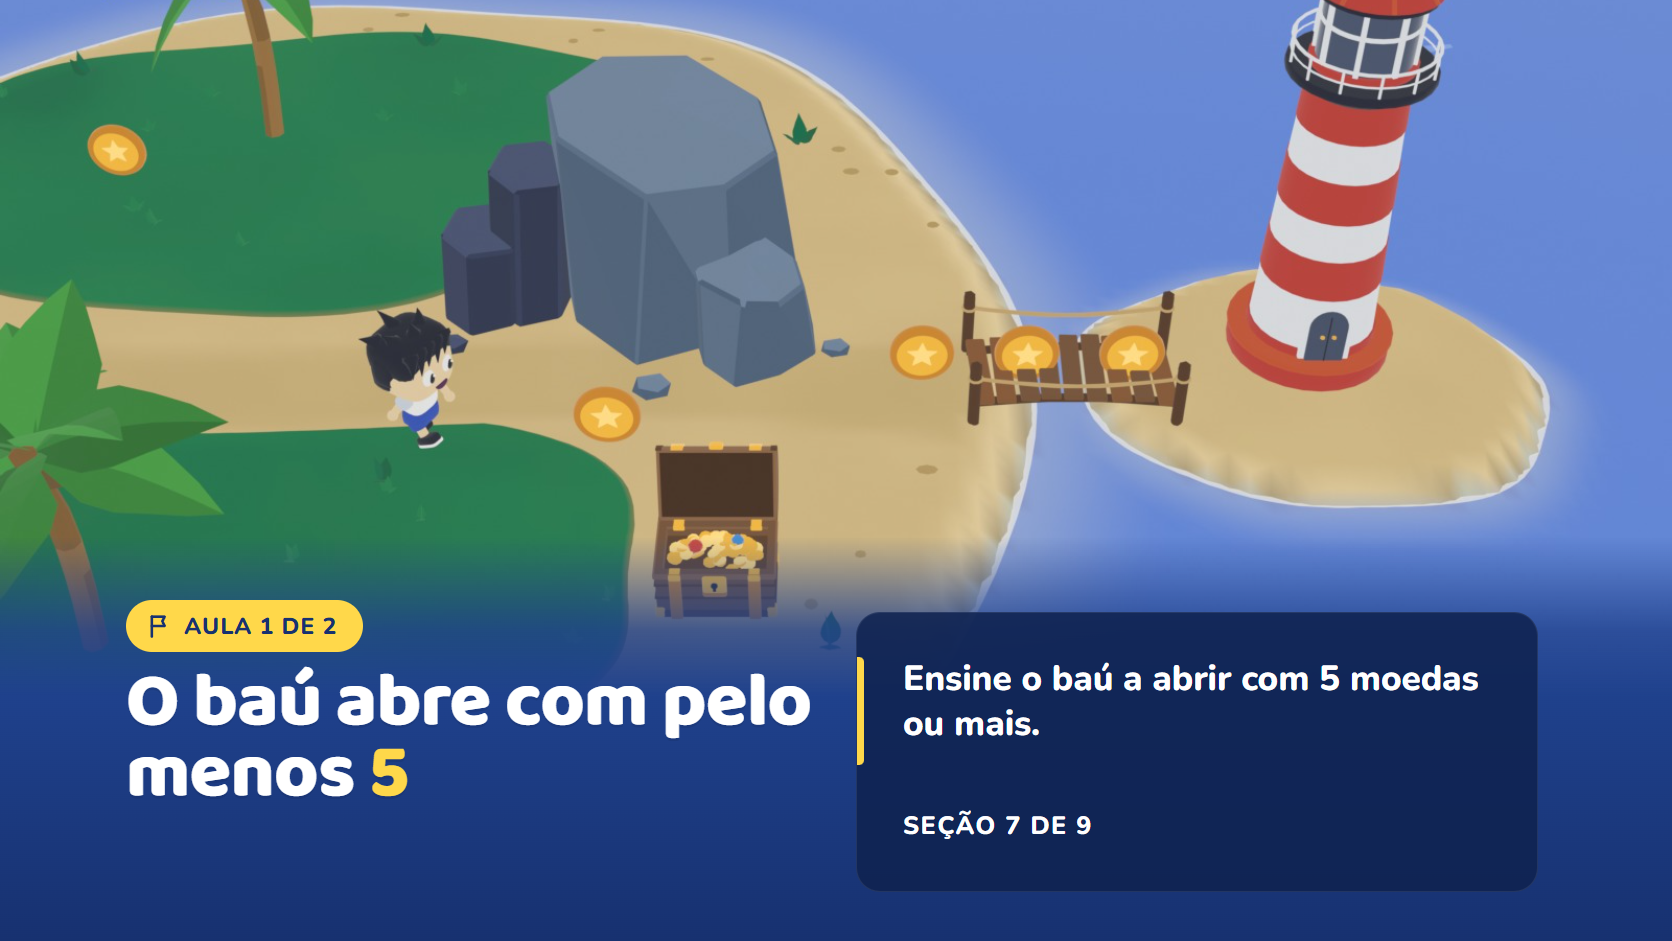 AULA 1 DE 2
O baú abre com pelo
menos 5
Ensine o baú a abrir com 5 moedas
ou mais.
SEÇÃO 7 DE 9